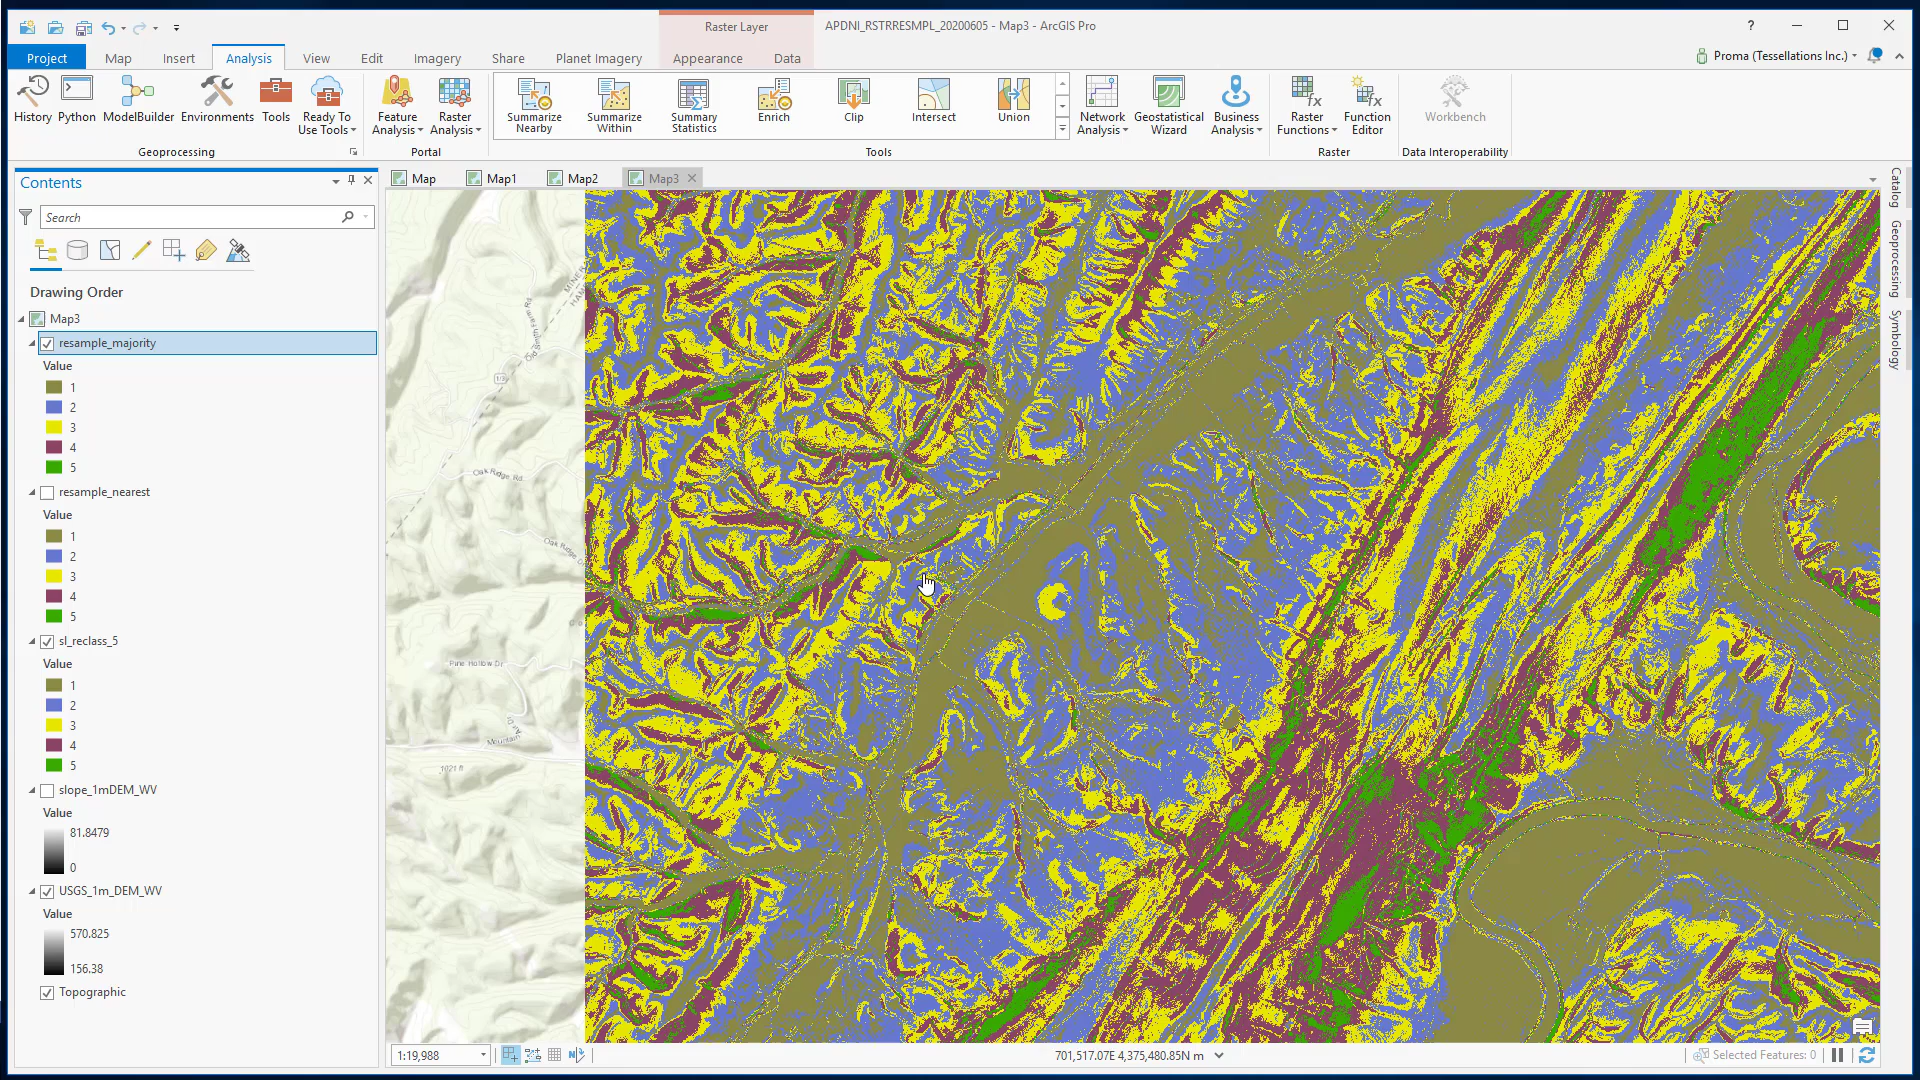 Raster Layer
APDNI_RSTRRESMPL_20200605 - Map3 - ArcGIS Pro
?
Project
Map
Insert
Analysis
View
Edit
Imagery
Share
Planet Imagery
Appearance
Data
Proma (Tessellations Inc.)
History
Python
ModelBuilder
Environments
Tools
Ready To
Use Tools
Feature
Analysis
Raster
Analysis
Summarize
Nearby
Summarize
Within
Summary
Statistics
Enrich
Clip
Intersect
Union
Network
Analysis
Geostatistical
Wizard
Business
Analysis
Raster
Functions
Function
Editor
Workbench
Geoprocessing
Portal
Tools
Raster
Data Interoperability
Contents
Search
Drawing Order
Map3
resample_majority
Value
1
2
3
4
5
resample_nearest
Value
1
2
3
4
5
sl_reclass_5
Value
1
2
3
4
5
slope_1mDEM_WV
Value
81.8479
0
USGS_1m_DEM_WV
Value
570.825
156.38
Topographic
Map
Map1
Map2
Map3
Oak Ridge Rd
Oak Ridge D
Pine Hollow Dr
Mountain
1021 ft
Catalog
Geoprocessing
Symbology
1:19,988
701,517.07E 4,375,480.85N m
Selected Features: 0